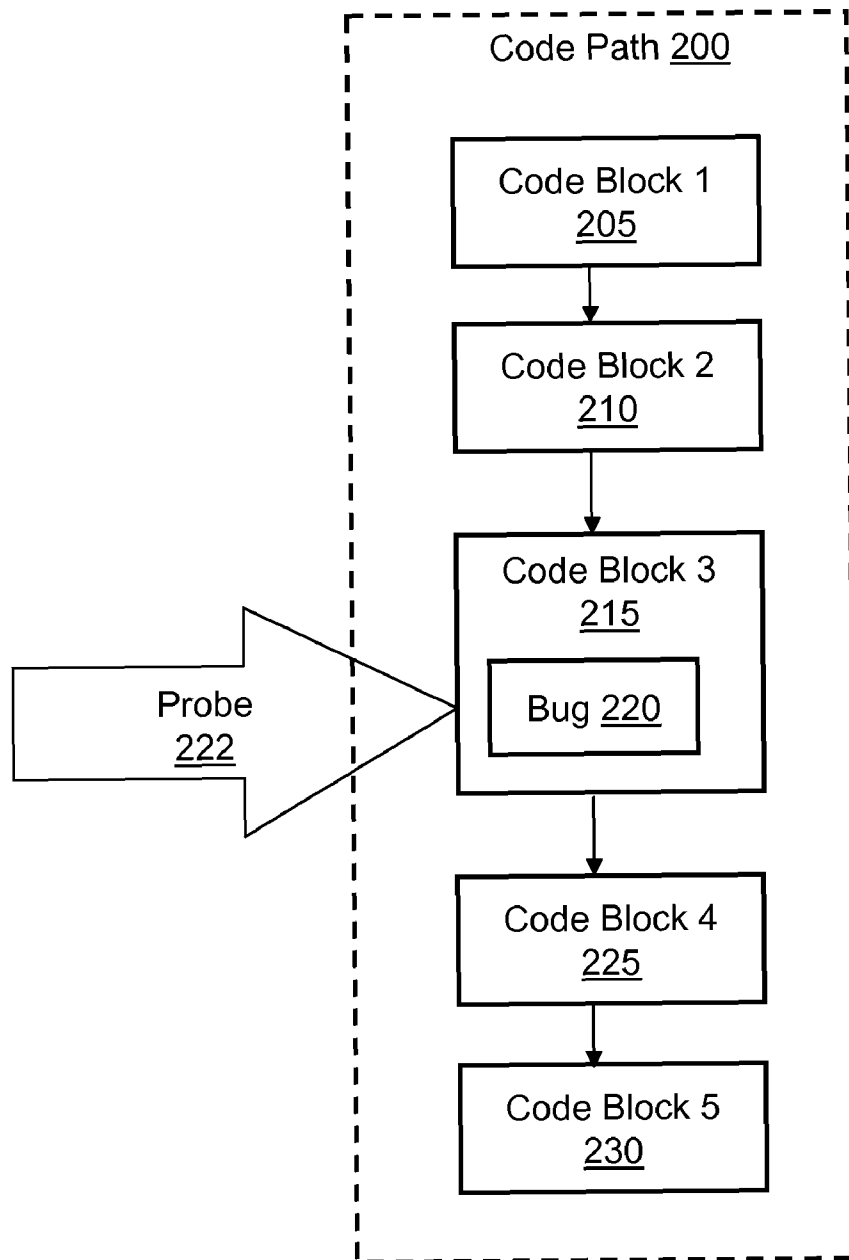 Code Path 200
Code Block 1
205
Code Block 2
210
Code Block 3
215
Probe
222
Bug 220
Code Block 4
225
Code Block 5
230